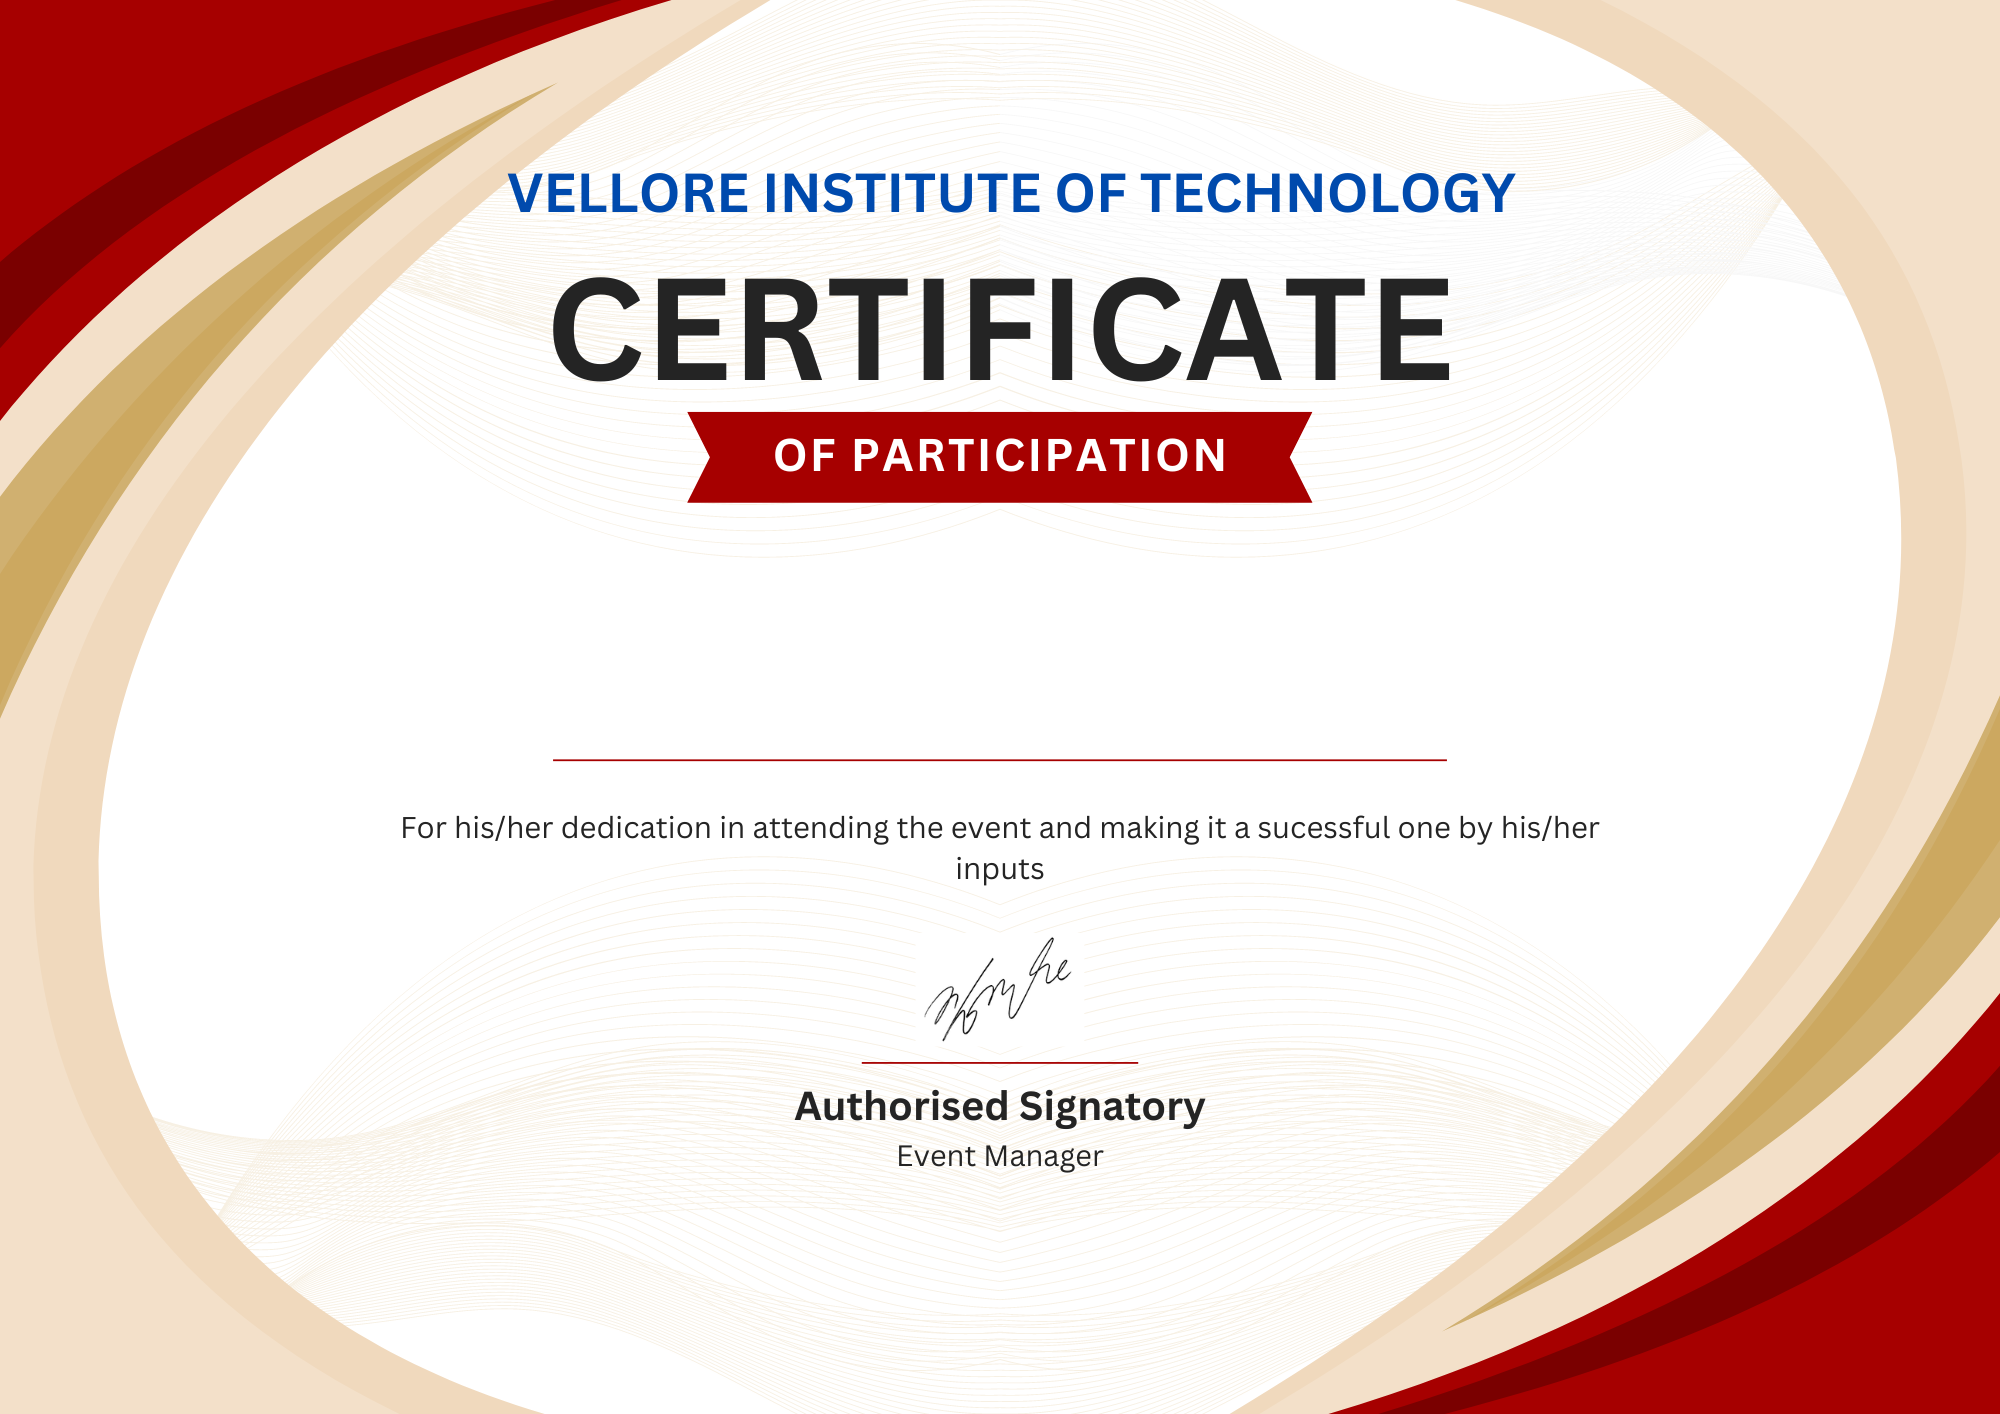 VELLORE INSTITUTE OF TECHNOLOGY
CERTIFICATE
OF PARTICIPATION
For his/her dedication in attending the event and making it a sucessful one by his/her
inputs
Authorised Signatory
Event Manager